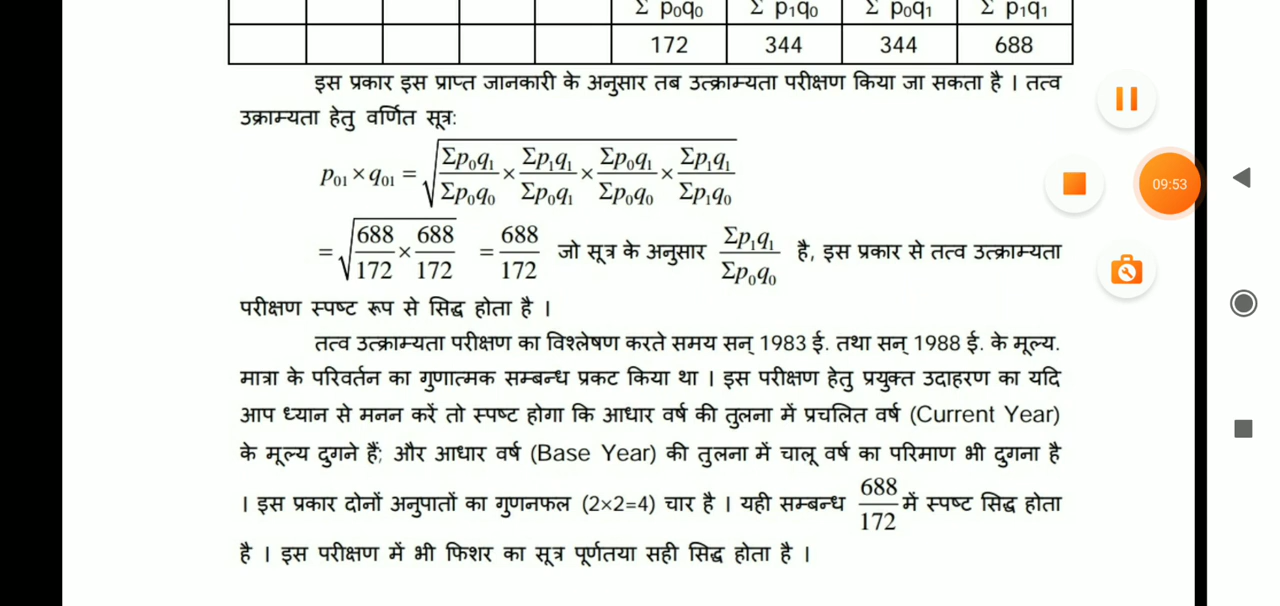 Σ p₀q₀ Σ p₁q₀ Σ p₀q₁ Σ p₁q₁
172 344 344 688
इस प्रकार इस प्राप्त जानकारी के अनुसार तब उत्क्राम्यता परीक्षण किया जा सकता है । तत्व
उक्राम्यता हेतु वर्णित सूत्र:
p₀₁ × q₀₁ = √(Σp₀q₁/Σp₀q₀ × Σp₁q₁/Σp₀q₁ × Σp₀q₁/Σp₀q₀ × Σp₁q₁/Σp₁q₀)
= √(688/172 × 688/172) = 688/172 जो सूत्र के अनुसार Σp₁q₁/Σp₀q₀ है, इस प्रकार से तत्व उत्क्राम्यता
परीक्षण स्पष्ट रूप से सिद्ध होता है ।
तत्व उत्क्राम्यता परीक्षण का विश्लेषण करते समय सन् 1983 ई. तथा सन् 1988 ई. के मूल्य.
मात्रा के परिवर्तन का गुणात्मक सम्बन्ध प्रकट किया था । इस परीक्षण हेतु प्रयुक्त उदाहरण का यदि
आप ध्यान से मनन करें तो स्पष्ट होगा कि आधार वर्ष की तुलना में प्रचलित वर्ष (Current Year)
के मूल्य दुगने हैं; और आधार वर्ष (Base Year) की तुलना में चालू वर्ष का परिमाण भी दुगना है
। इस प्रकार दोनों अनुपातों का गुणनफल (2×2=4) चार है । यही सम्बन्ध 688/172 में स्पष्ट सिद्ध होता
है । इस परीक्षण में भी फिशर का सूत्र पूर्णतया सही सिद्ध होता है ।
09:53